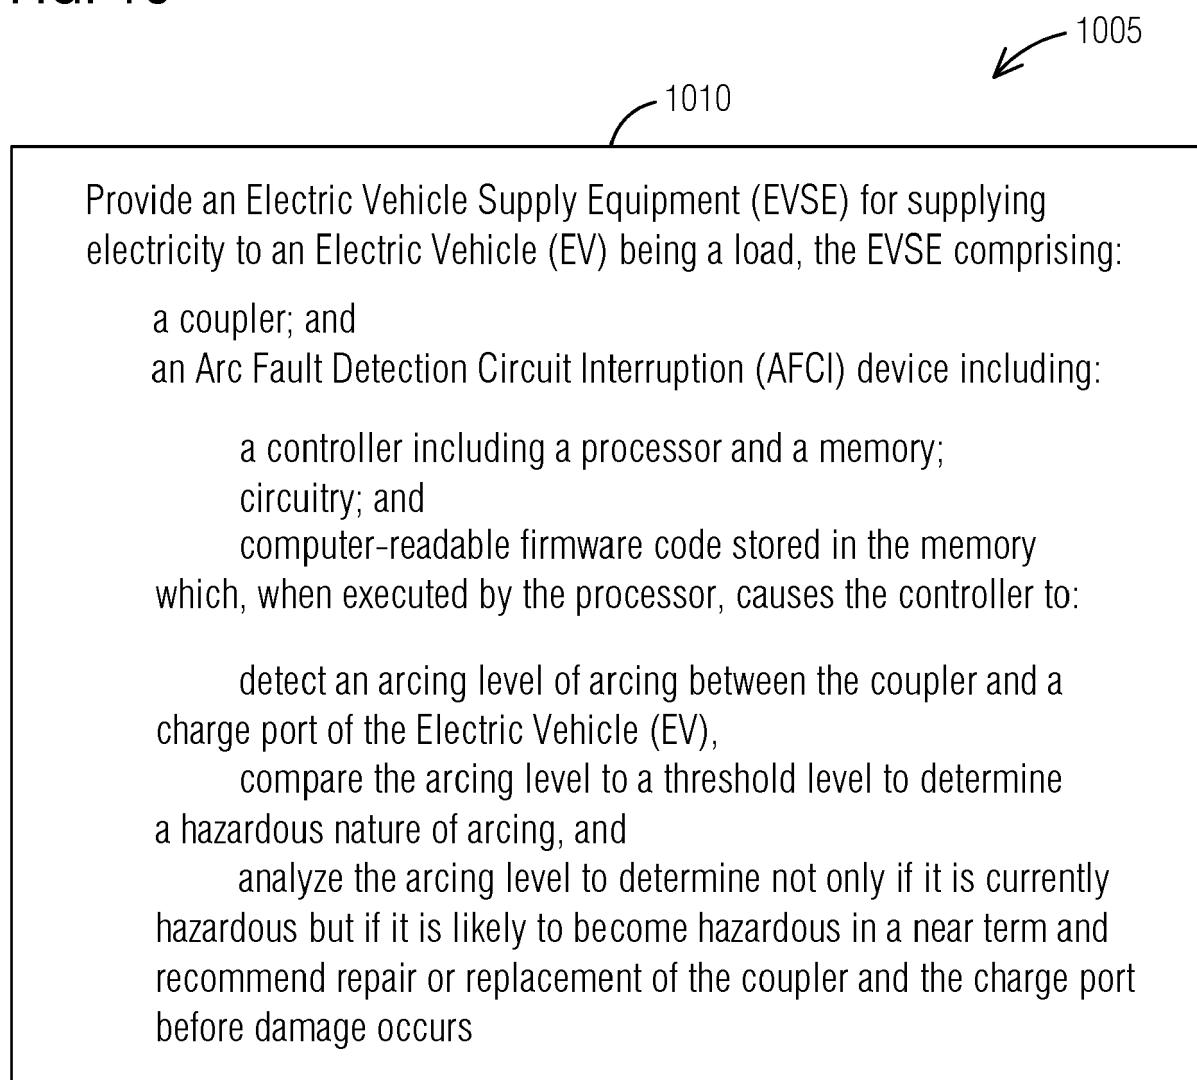 1005
1010
Provide an Electric Vehicle Supply Equipment (EVSE) for supplying
electricity to an Electric Vehicle (EV) being a load, the EVSE comprising:
a coupler; and
an Arc Fault Detection Circuit Interruption (AFCI) device including:
a controller including a processor and a memory;
circuitry; and
computer-readable firmware code stored in the memory
which, when executed by the processor, causes the controller to:
detect an arcing level of arcing between the coupler and a
charge port of the Electric Vehicle (EV),
compare the arcing level to a threshold level to determine
a hazardous nature of arcing, and
analyze the arcing level to determine not only if it is currently
hazardous but if it is likely to become hazardous in a near term and
recommend repair or replacement of the coupler and the charge port
before damage occurs